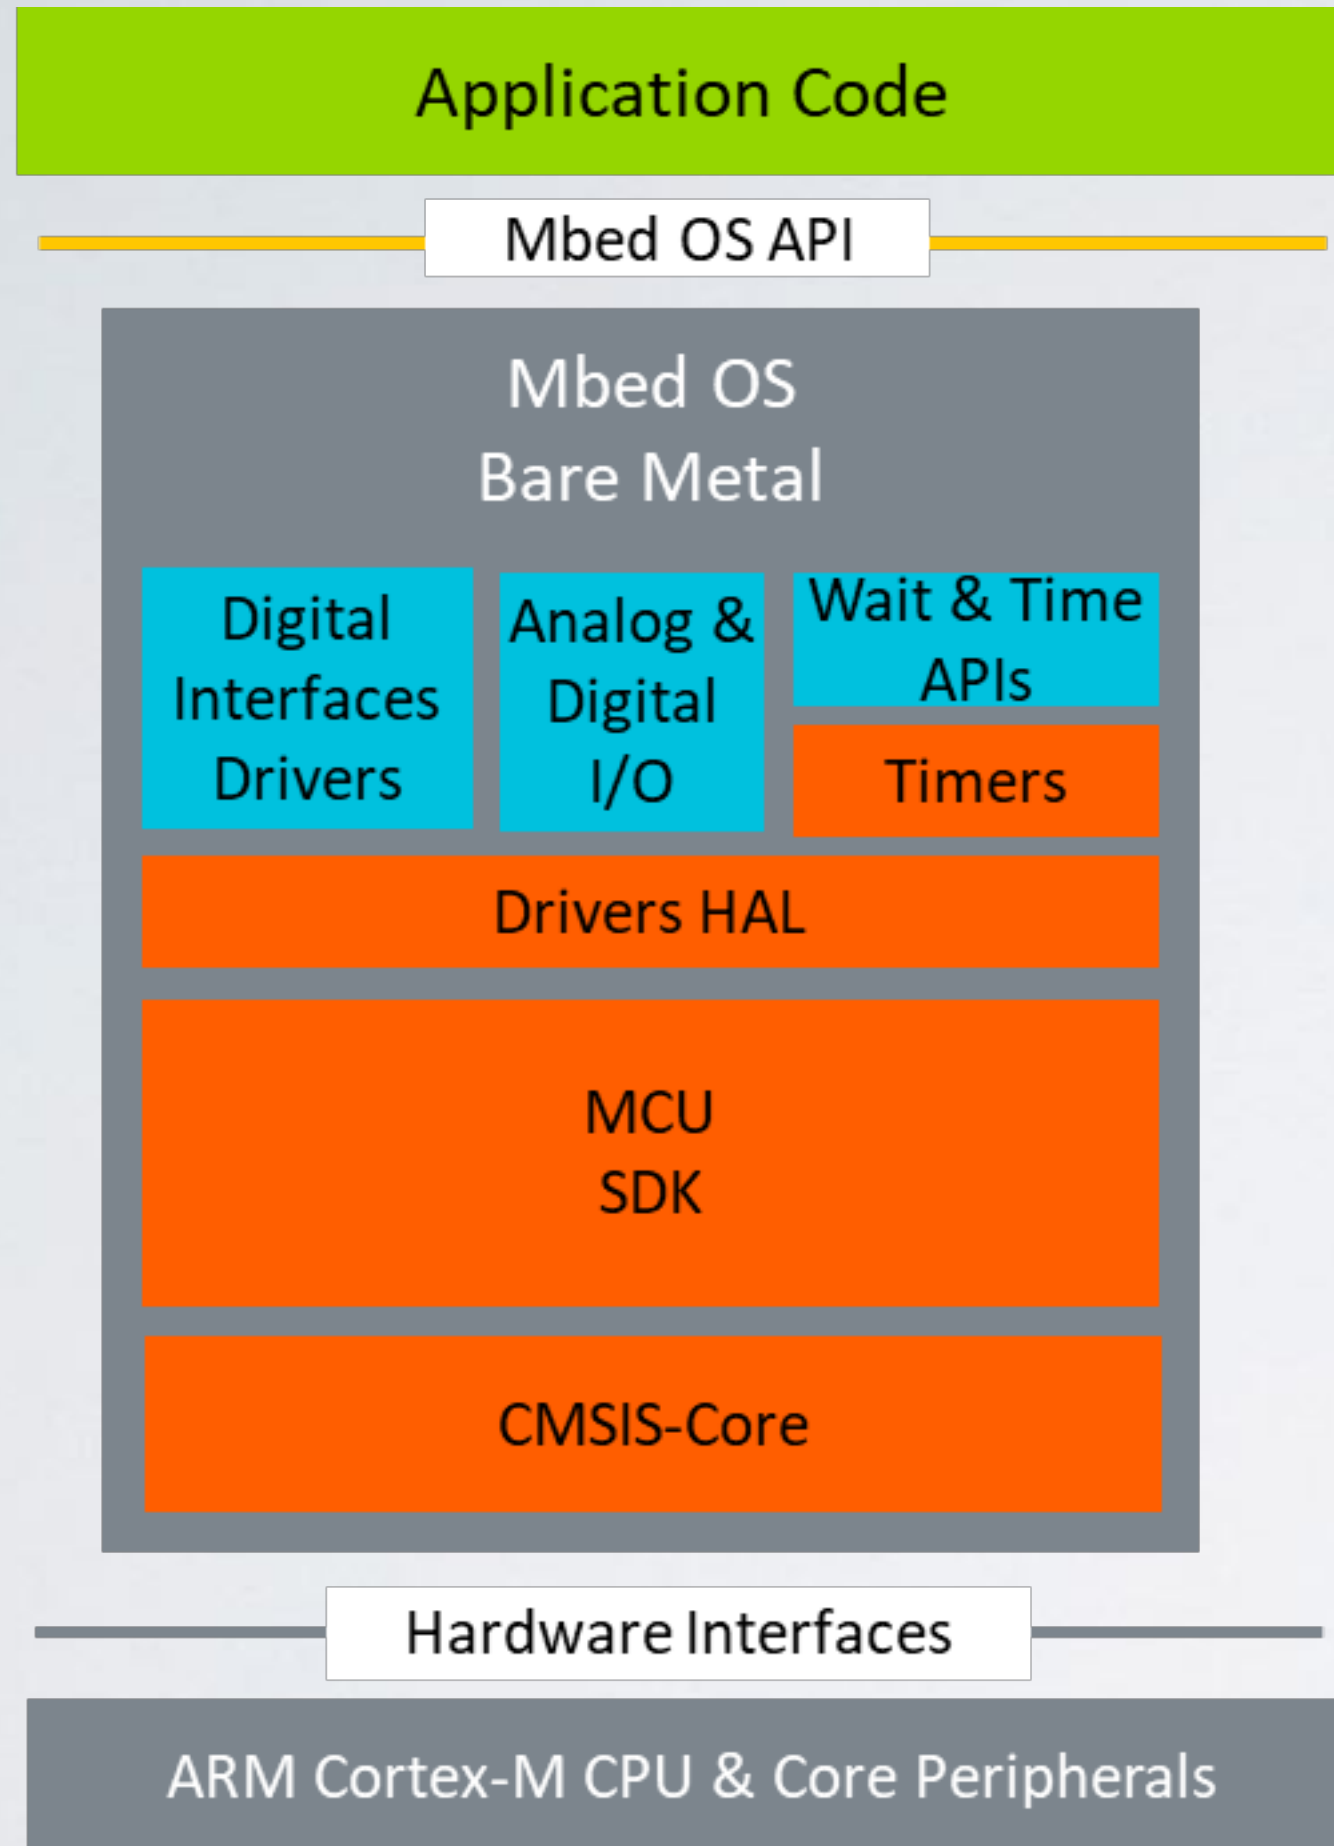 Application Code
Mbed OS API
Mbed OS
Bare Metal
Digital
Interfaces
Drivers
Analog &
Digital
I/O
Wait & Time
APIs
Timers
Drivers HAL
MCU
SDK
CMSIS-Core
Hardware Interfaces
ARM Cortex-M CPU & Core Peripherals